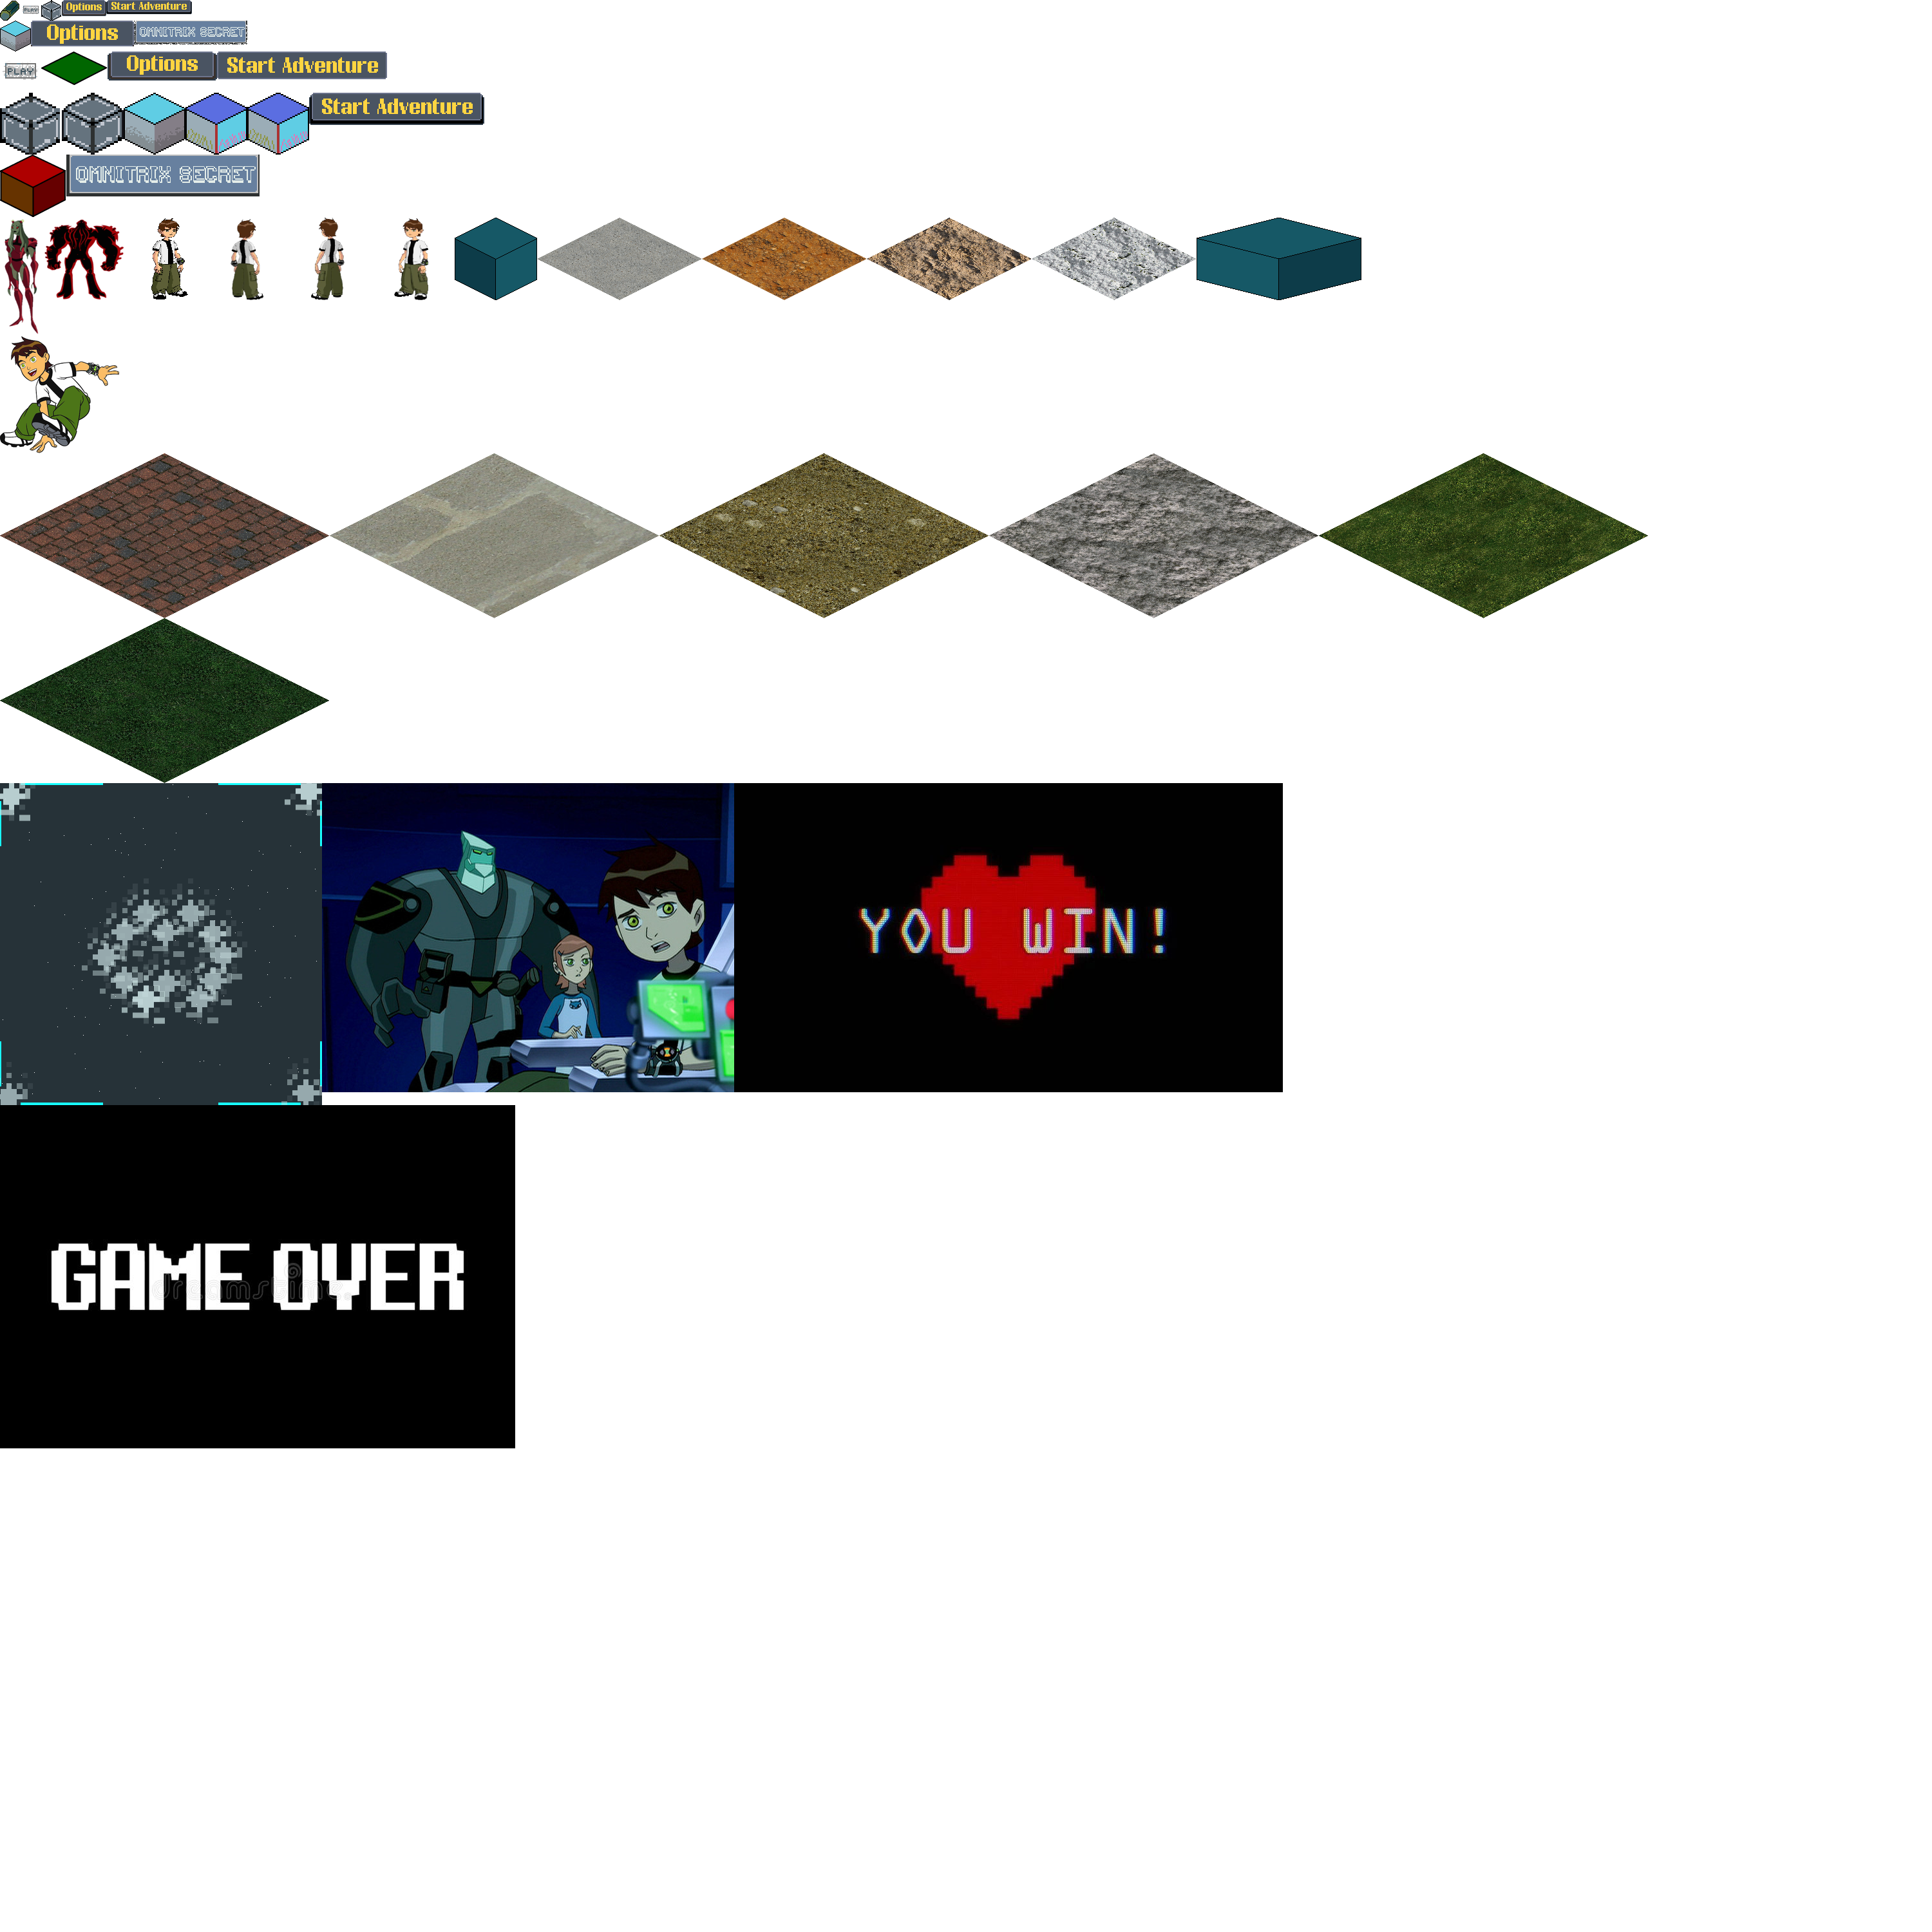 PLAY
Options
Start Adventure
Options
OMNITRIX SECRET
PLAY
Options
Start Adventure
Start Adventure
OMNITRIX SECRET
YOU WIN!
GAME OVER
dreamstime